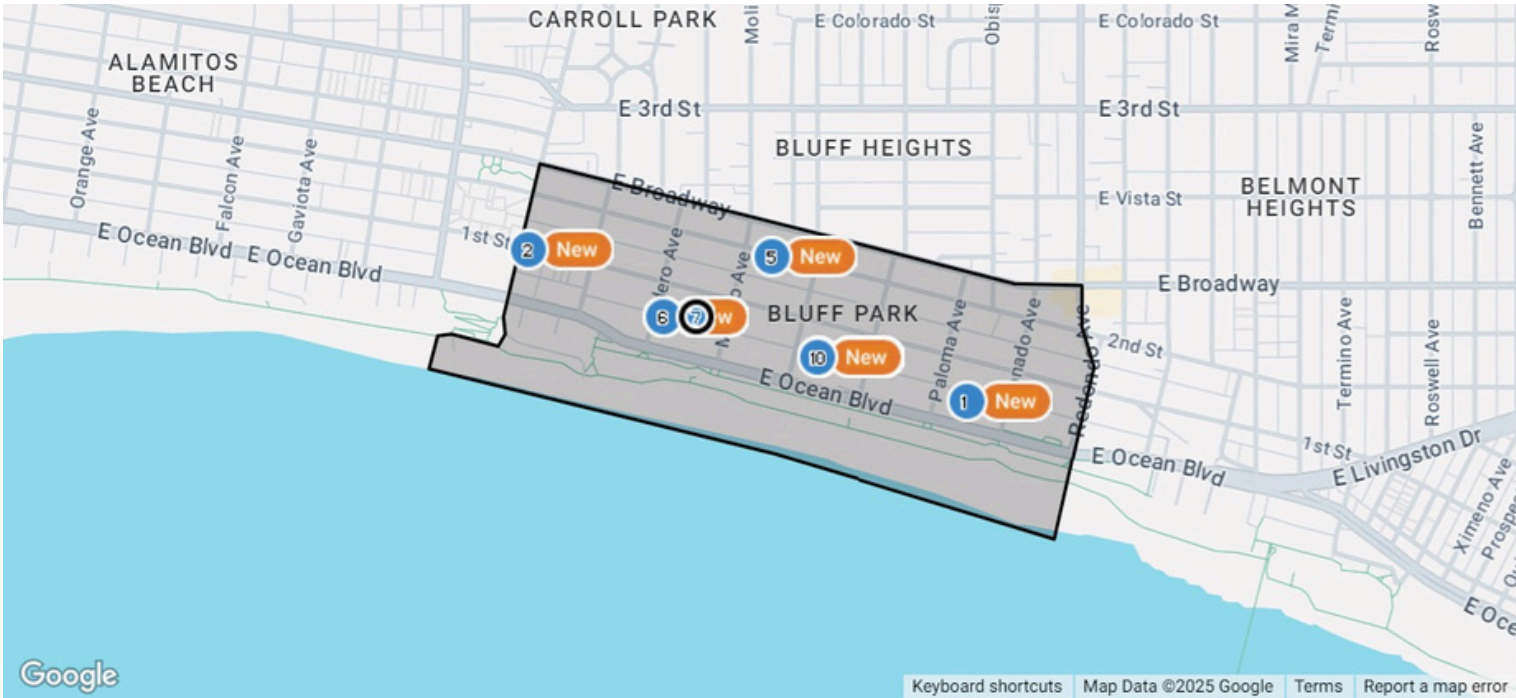 CARROLL PARK
E Colorado St
E Colorado St
ALAMITOS
BEACH
E 3rd St
E 3rd St
Orange Ave
Falcon Ave
Gaviota Ave
BLUFF HEIGHTS
E Vista St
BELMONT
HEIGHTS
Bennett Ave
E Broadway
E Ocean Blvd
E Ocean Blvd
1st St
2 New
5 New
E Broadway
6
BLUFF PARK
10 New
Paloma Ave
Redondo Ave
2nd St
Termino Ave
Roswell Ave
E Ocean Blvd
1 New
1st St
E Livingston Dr
E Ocean Blvd
Ximeno Ave
Google
Keyboard shortcuts
Map Data ©2025 Google
Terms
Report a map error